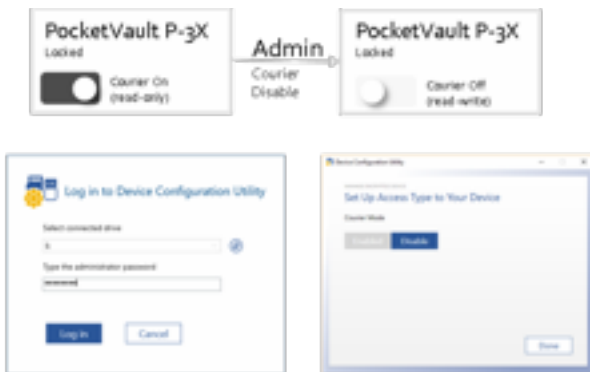 PocketVault P-3X
Locked
Courier On
(read-only)
Admin
Courier
Disable
PocketVault P-3X
Locked
Courier Off
(read-write)
Log in to Device Configuration Utility
Select connected drive
Type the administrator password
Log in
Cancel
Device Configuration Utility
Set Up Access Type to Your Device
Courier Mode
Enabled
Disable
Done